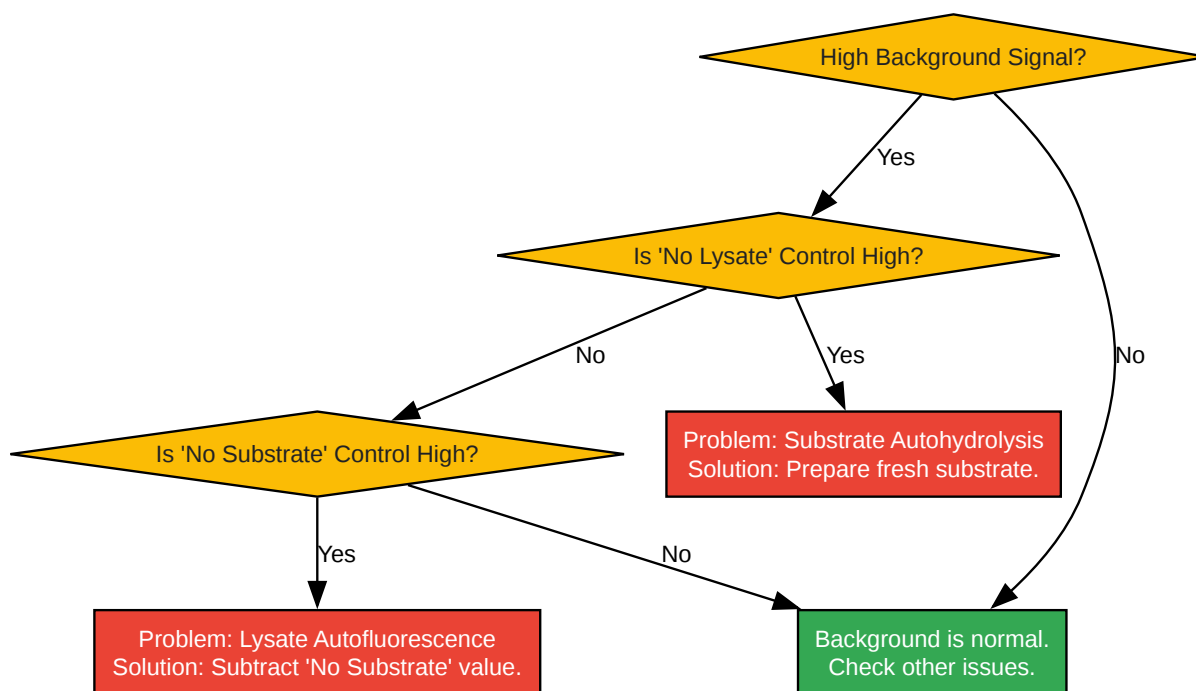 High Background Signal?
Yes
Is 'No Lysate' Control High?
No
Yes
No
Is 'No Substrate' Control High?
Problem: Substrate Autohydrolysis
Solution: Prepare fresh substrate.
Yes
No
Problem: Lysate Autofluorescence
Solution: Subtract 'No Substrate' value.
Background is normal.
Check other issues.